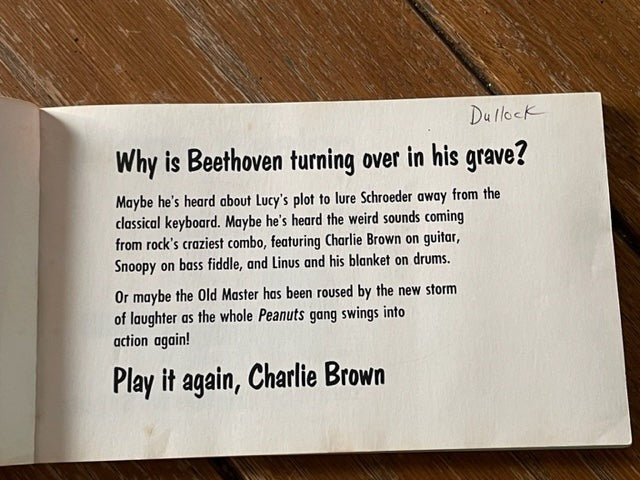 Dullock
Why is Beethoven turning over in his grave?
Maybe he's heard about Lucy's plot to lure Schroeder away from the
classical keyboard. Maybe he's heard the weird sounds coming
from rock's craziest combo, featuring Charlie Brown on guitar,
Snoopy on bass fiddle, and Linus and his blanket on drums.
Or maybe the Old Master has been roused by the new storm
of laughter as the whole Peanuts gang swings into
action again!
Play it again, Charlie Brown